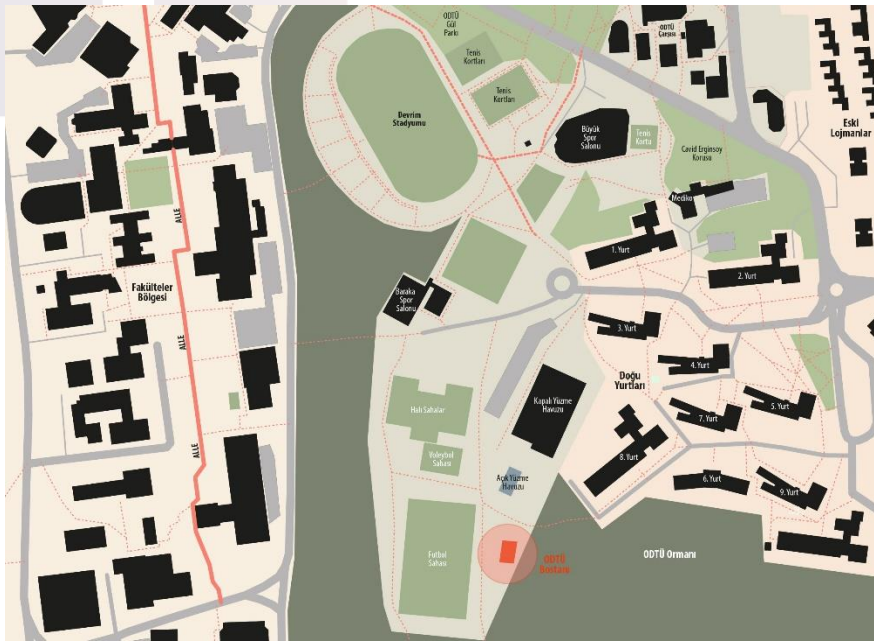 ODTÜ
Gül
Parkı
Tenis
Kortları
Tenis
Kortları
Devrim Stadyumu
Büyük
Spor
Salonu
Tenis
Kortu
ODTÜ
Çarşısı
Eski
Lojmanlar
Cavid Erginsoy
Korusu
Mediko
ALLE
Fakülteler
Bölgesi
ALLE
ALLE
Baraka
Spor
Salonu
1. Yurt
2. Yurt
3. Yurt
4. Yurt
Doğu
Yurtları
5. Yurt
7. Yurt
8. Yurt
6. Yurt
9. Yurt
Halı Sahalar
Kapalı Yüzme
Havuzu
Voleybol
Sahası
Açık Yüzme
Havuzu
Futbol
Sahası
ODTÜ
Bostanı
ODTÜ Ormanı